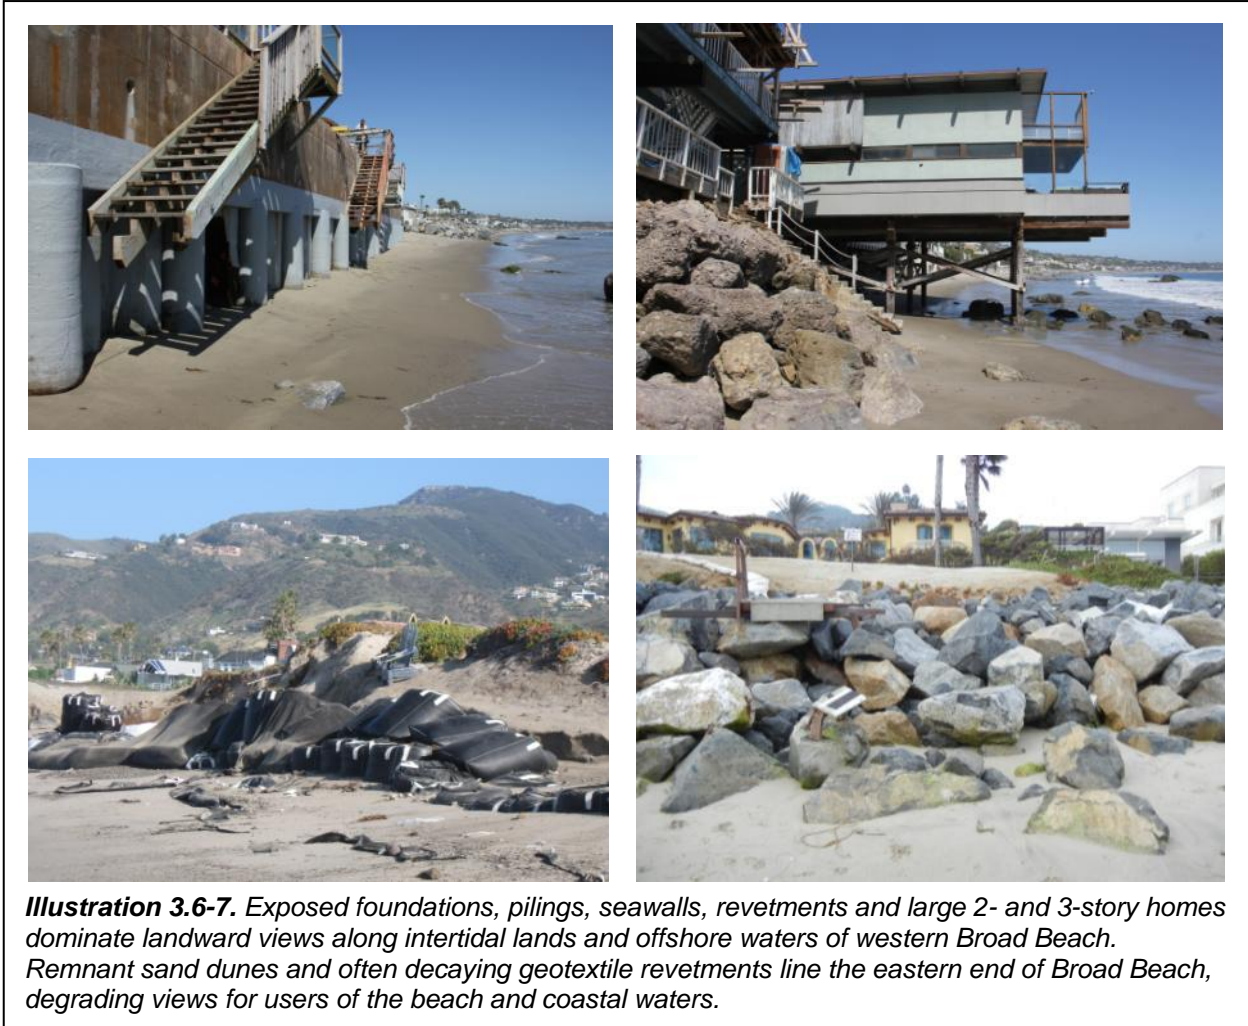 Illustration 3.6-7. Exposed foundations, pilings, seawalls, revetments and large 2- and 3-story homes
dominate landward views along intertidal lands and offshore waters of western Broad Beach.
Remnant sand dunes and often decaying geotextile revetments line the eastern end of Broad Beach,
degrading views for users of the beach and coastal waters.